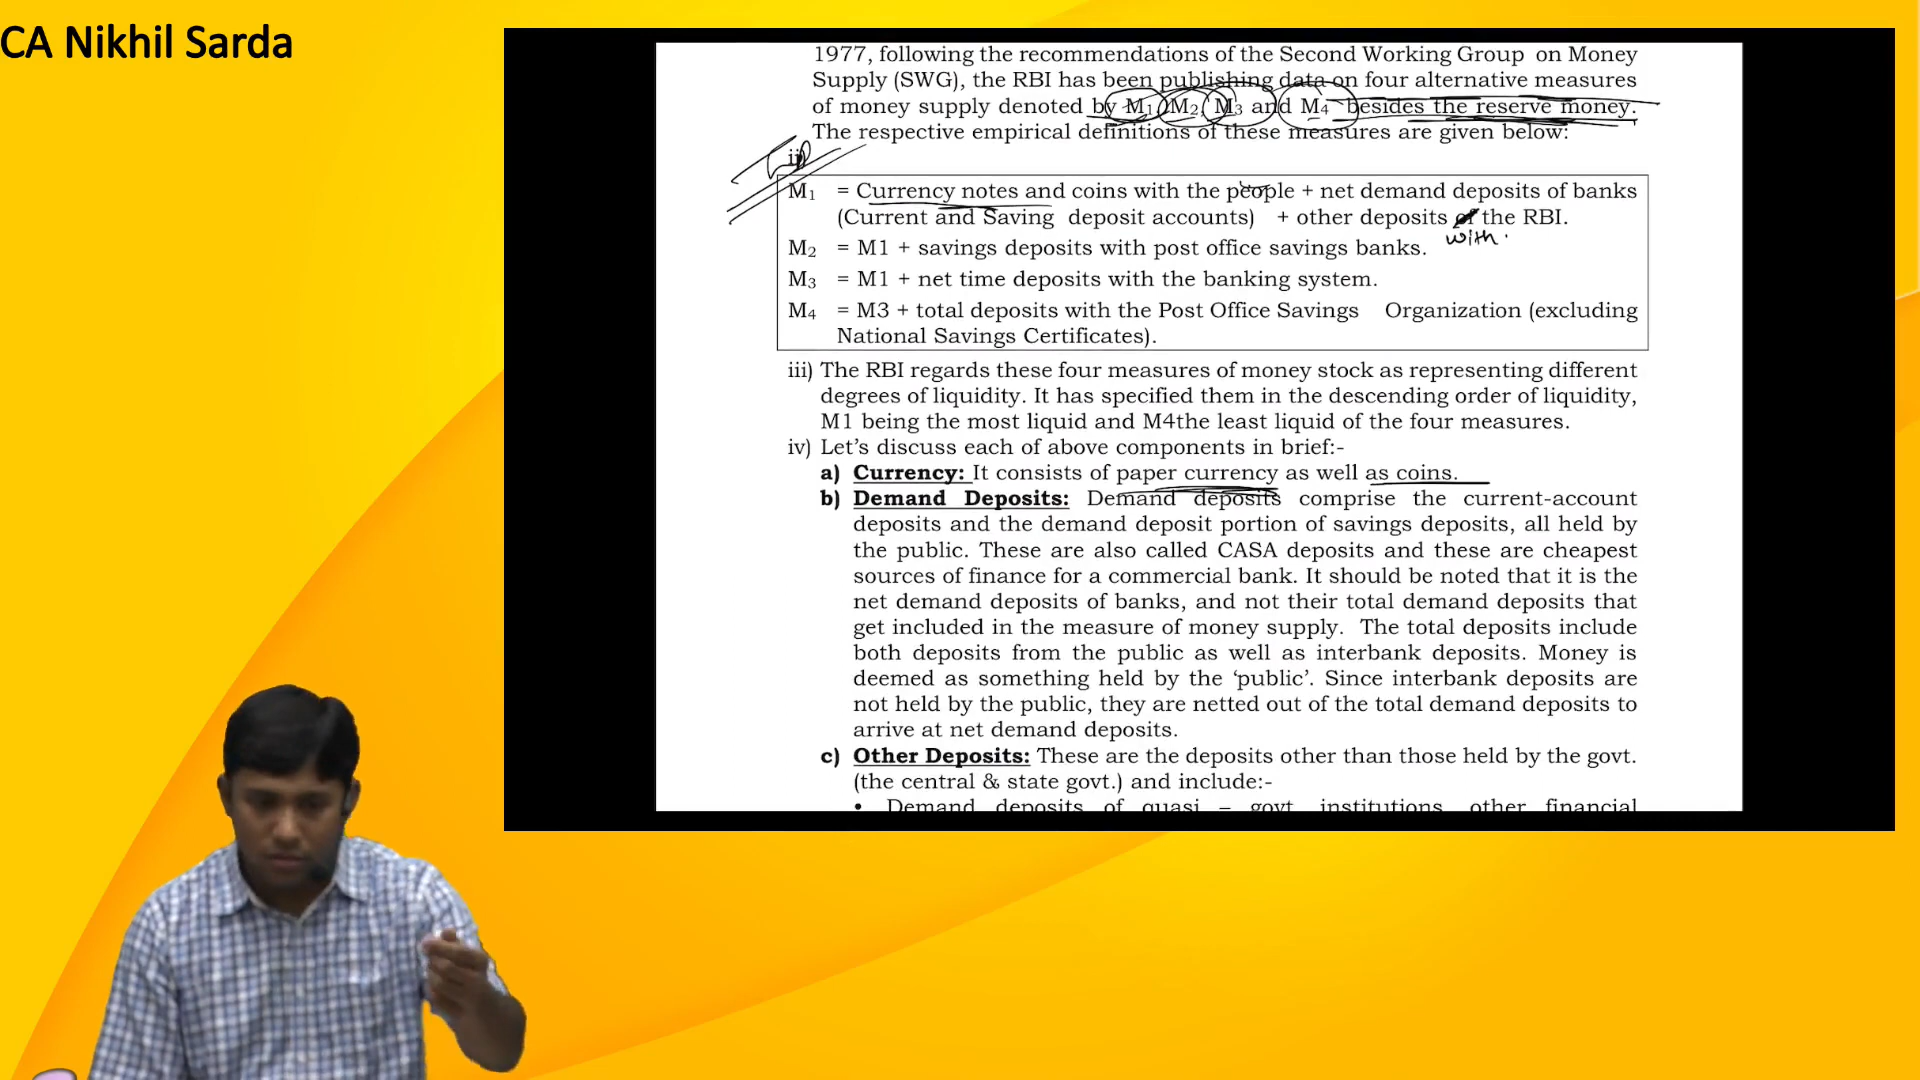 CA Nikhil Sarda
1977, following the recommendations of the Second Working Group on Money
Supply (SWG), the RBI has been publishing data on four alternative measures
of money supply denoted by M1, M2, M3 and M4 besides the reserve money.
The respective empirical definitions of these measures are given below:
ii)
M1 = Currency notes and coins with the people + net demand deposits of banks
(Current and Saving deposit accounts) + other deposits of the RBI.
with
M2 = M1 + savings deposits with post office savings banks.
M3 = M1 + net time deposits with the banking system.
M4 = M3 + total deposits with the Post Office Savings Organization (excluding
National Savings Certificates).
iii) The RBI regards these four measures of money stock as representing different
degrees of liquidity. It has specified them in the descending order of liquidity,
M1 being the most liquid and M4the least liquid of the four measures.
iv) Let’s discuss each of above components in brief:-
a) Currency: It consists of paper currency as well as coins.
b) Demand Deposits: Demand deposits comprise the current-account
deposits and the demand deposit portion of savings deposits, all held by
the public. These are also called CASA deposits and these are cheapest
sources of finance for a commercial bank. It should be noted that it is the
net demand deposits of banks, and not their total demand deposits that
get included in the measure of money supply. The total deposits include
both deposits from the public as well as interbank deposits. Money is
deemed as something held by the ‘public’. Since interbank deposits are
not held by the public, they are netted out of the total demand deposits to
arrive at net demand deposits.
c) Other Deposits: These are the deposits other than those held by the govt.
(the central & state govt.) and include:-
• Demand deposits of quasi – govt. institutions, other financial